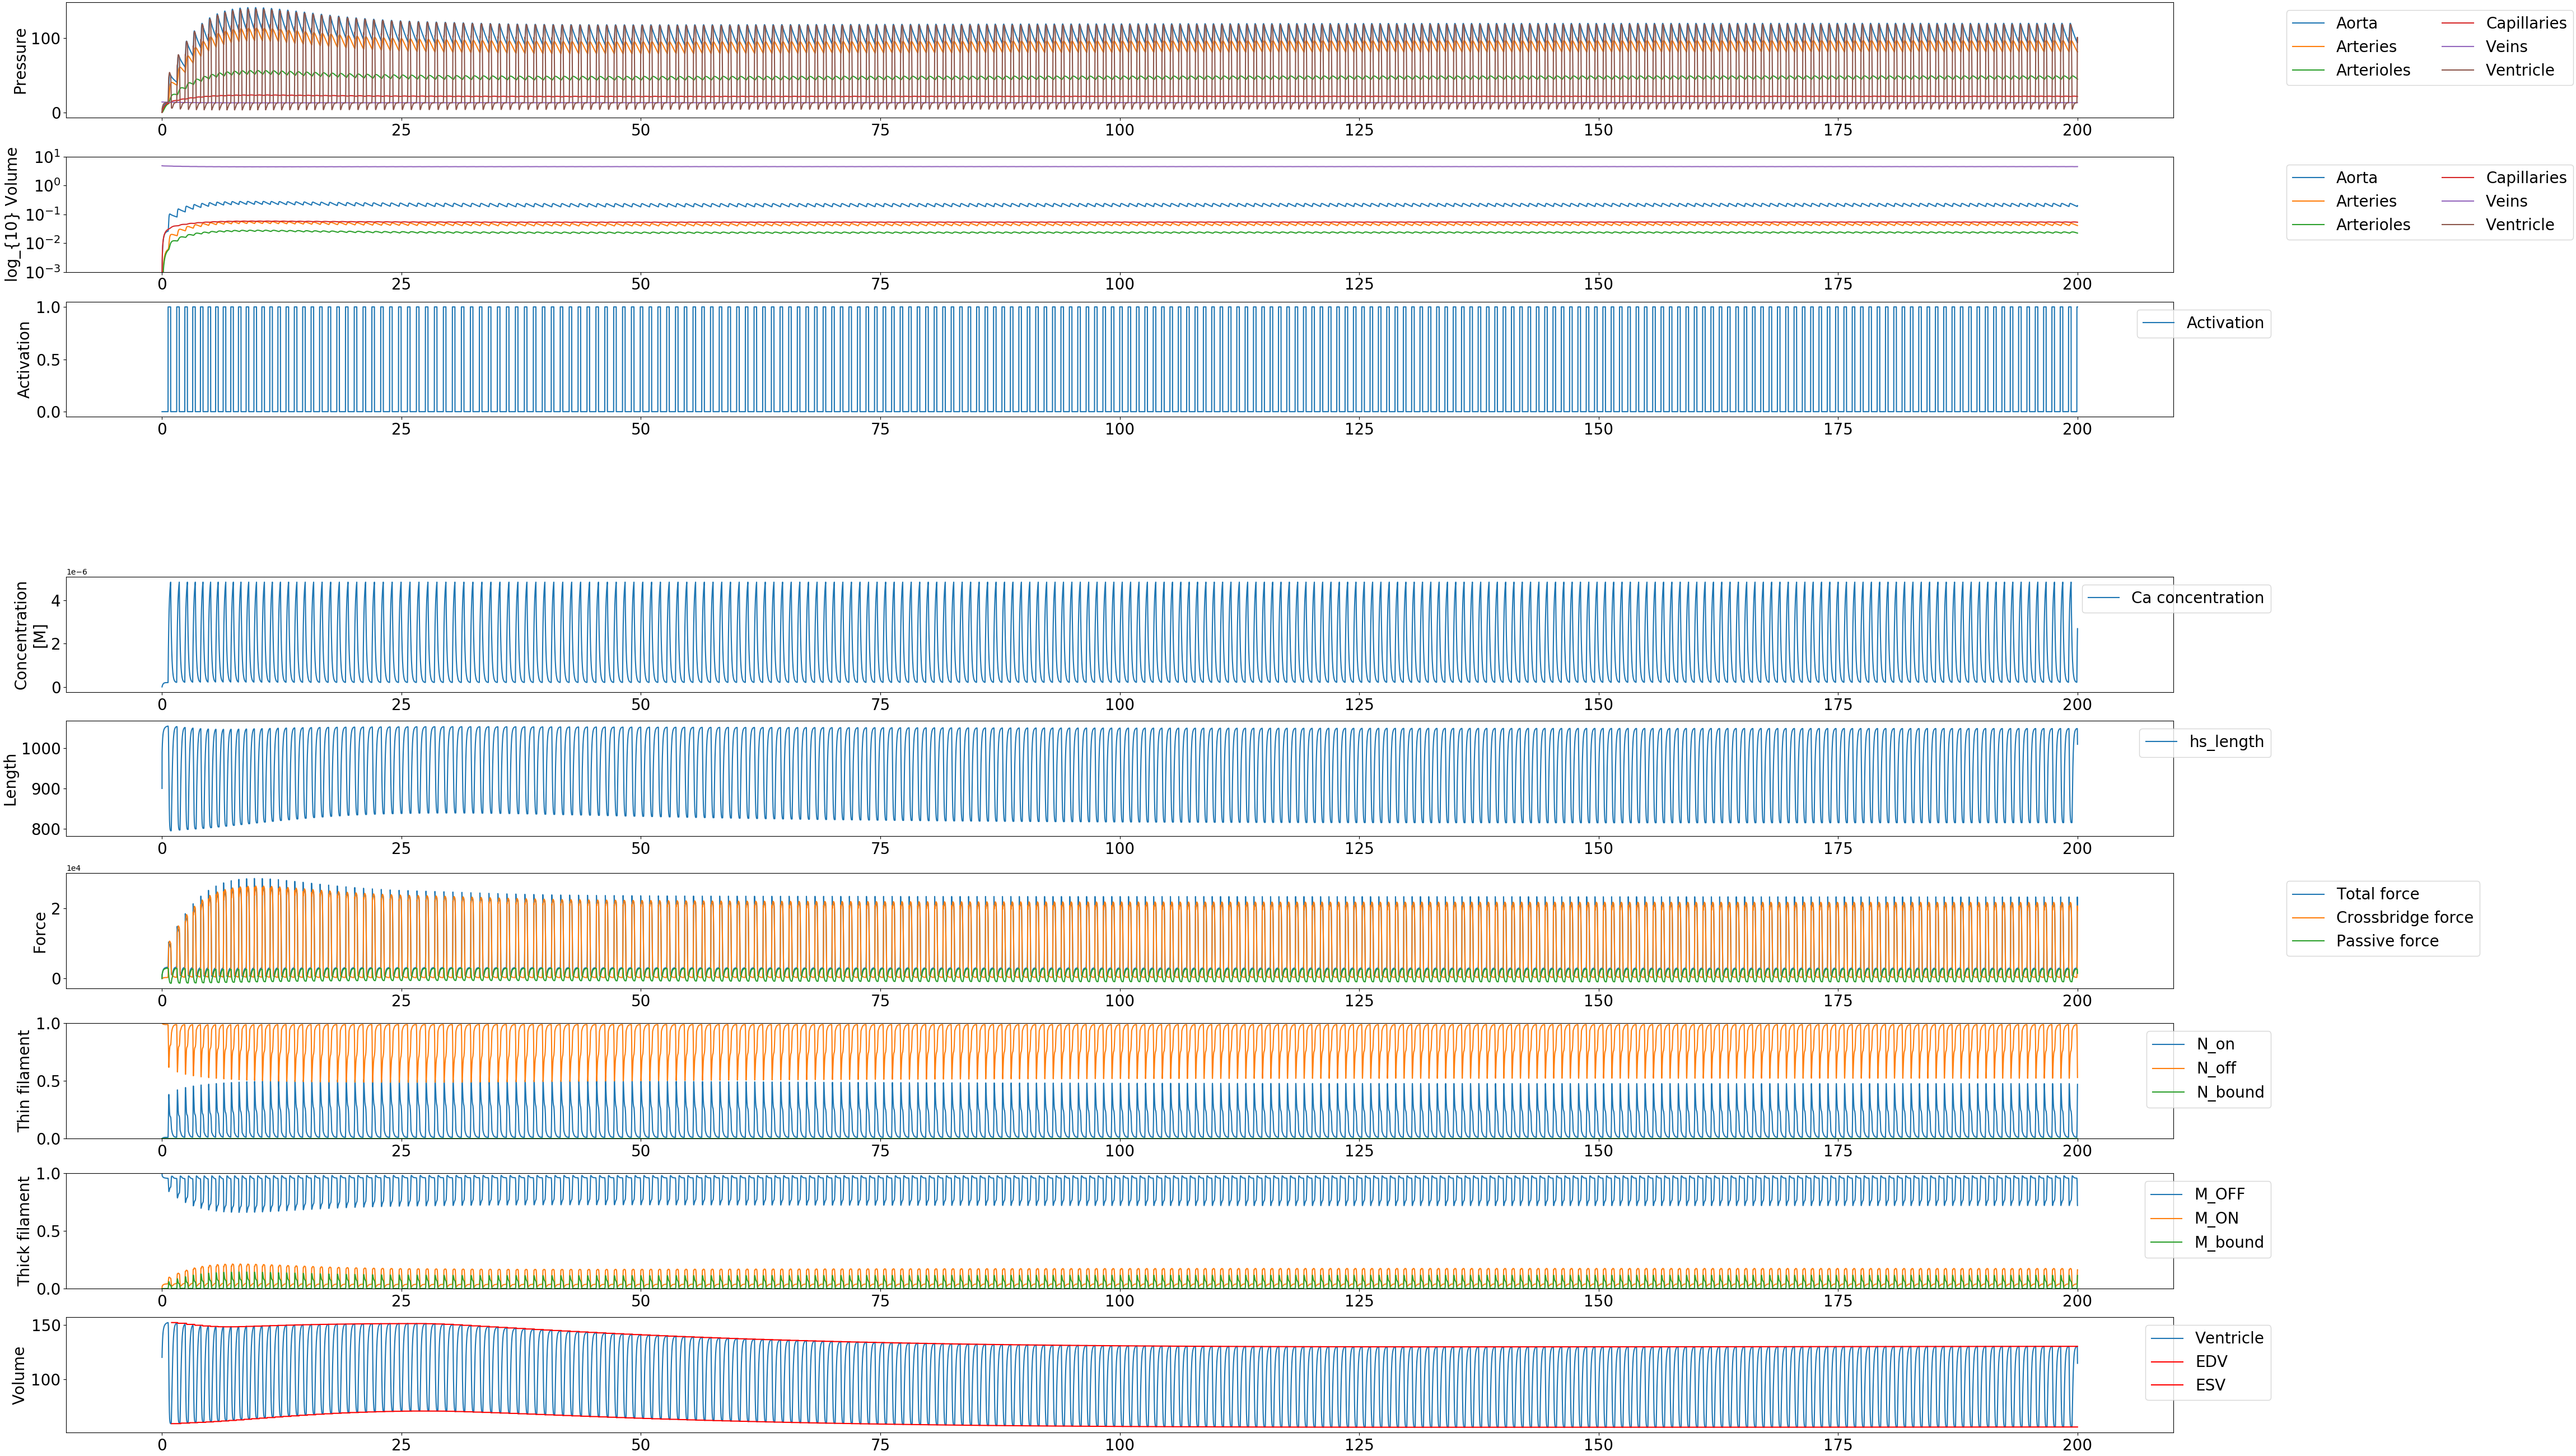 Pressure
100
0
0 25 50 75 100 125 150 175 200
Aorta Capillaries
Arteries Veins
Arterioles Ventricle
log_{10} Volume
10^1
10^0
10^−1
10^−2
10^−3
0 25 50 75 100 125 150 175 200
Aorta Capillaries
Arteries Veins
Arterioles Ventricle
Activation
1.0
0.5
0.0
0 25 50 75 100 125 150 175 200
Activation
Concentration
[M]
1e−6
4
2
0
0 25 50 75 100 125 150 175 200
Ca concentration
Length
1000
900
800
0 25 50 75 100 125 150 175 200
hs_length
Force
1e4
2
0
0 25 50 75 100 125 150 175 200
Total force
Crossbridge force
Passive force
Thin filament
1.0
0.5
0.0
0 25 50 75 100 125 150 175 200
N_on
N_off
N_bound
Thick filament
1.0
0.5
0.0
0 25 50 75 100 125 150 175 200
M_OFF
M_ON
M_bound
Volume
150
100
0 25 50 75 100 125 150 175 200
Ventricle
EDV
ESV